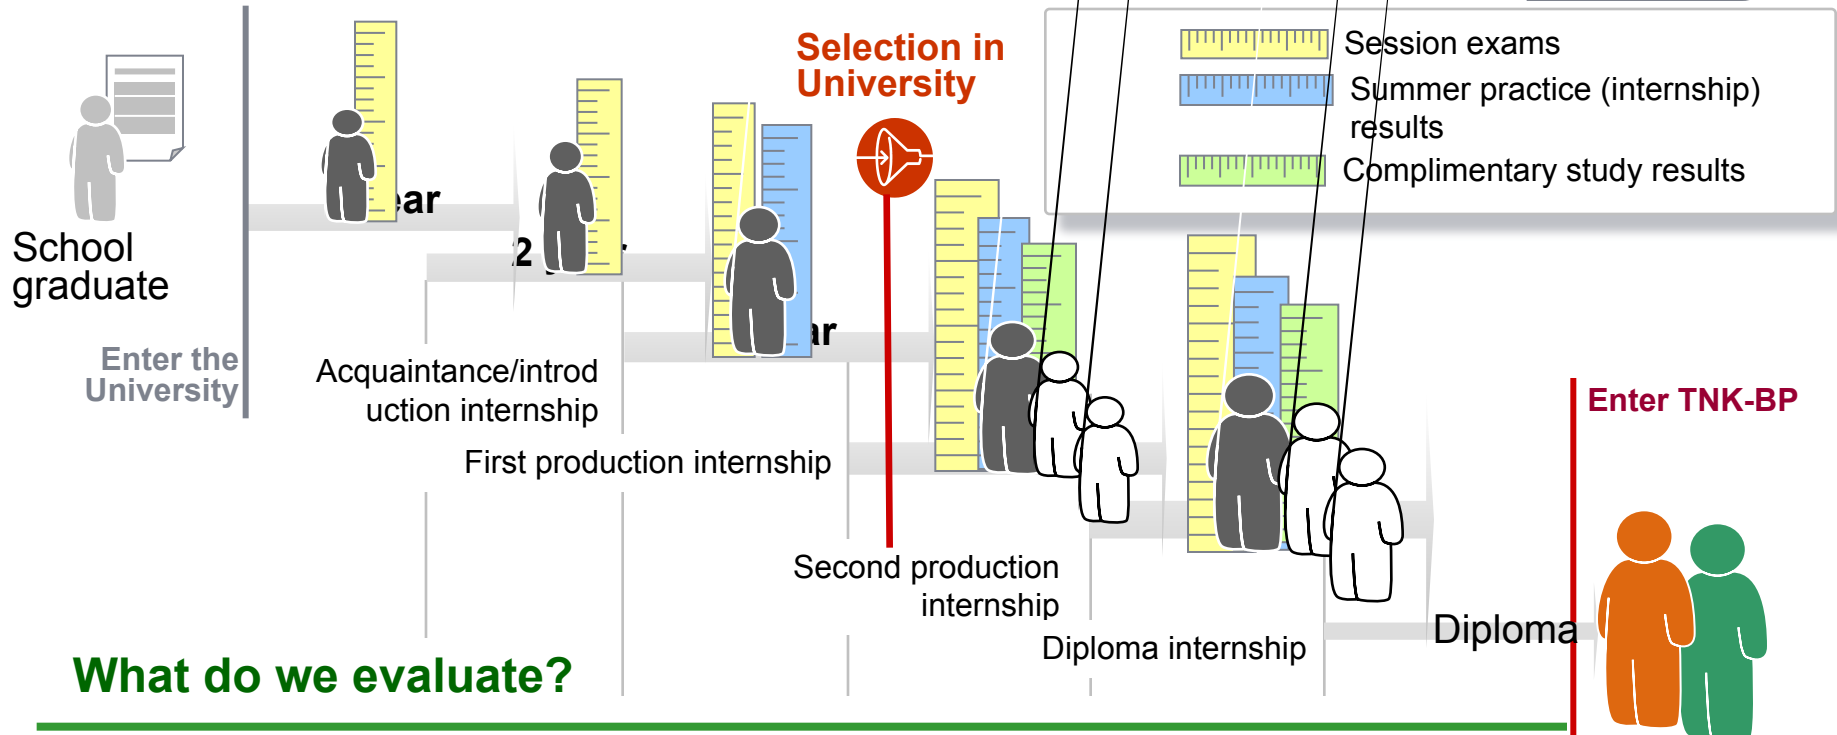 Selection in
University
Session exams
Summer practice (internship)
results
Complimentary study results
School
graduate
2
Enter the
University
Acquaintance/introd
uction internship
First production internship
Enter TNK-BP
Second production
internship
Diploma internship
Diploma
What do we evaluate?